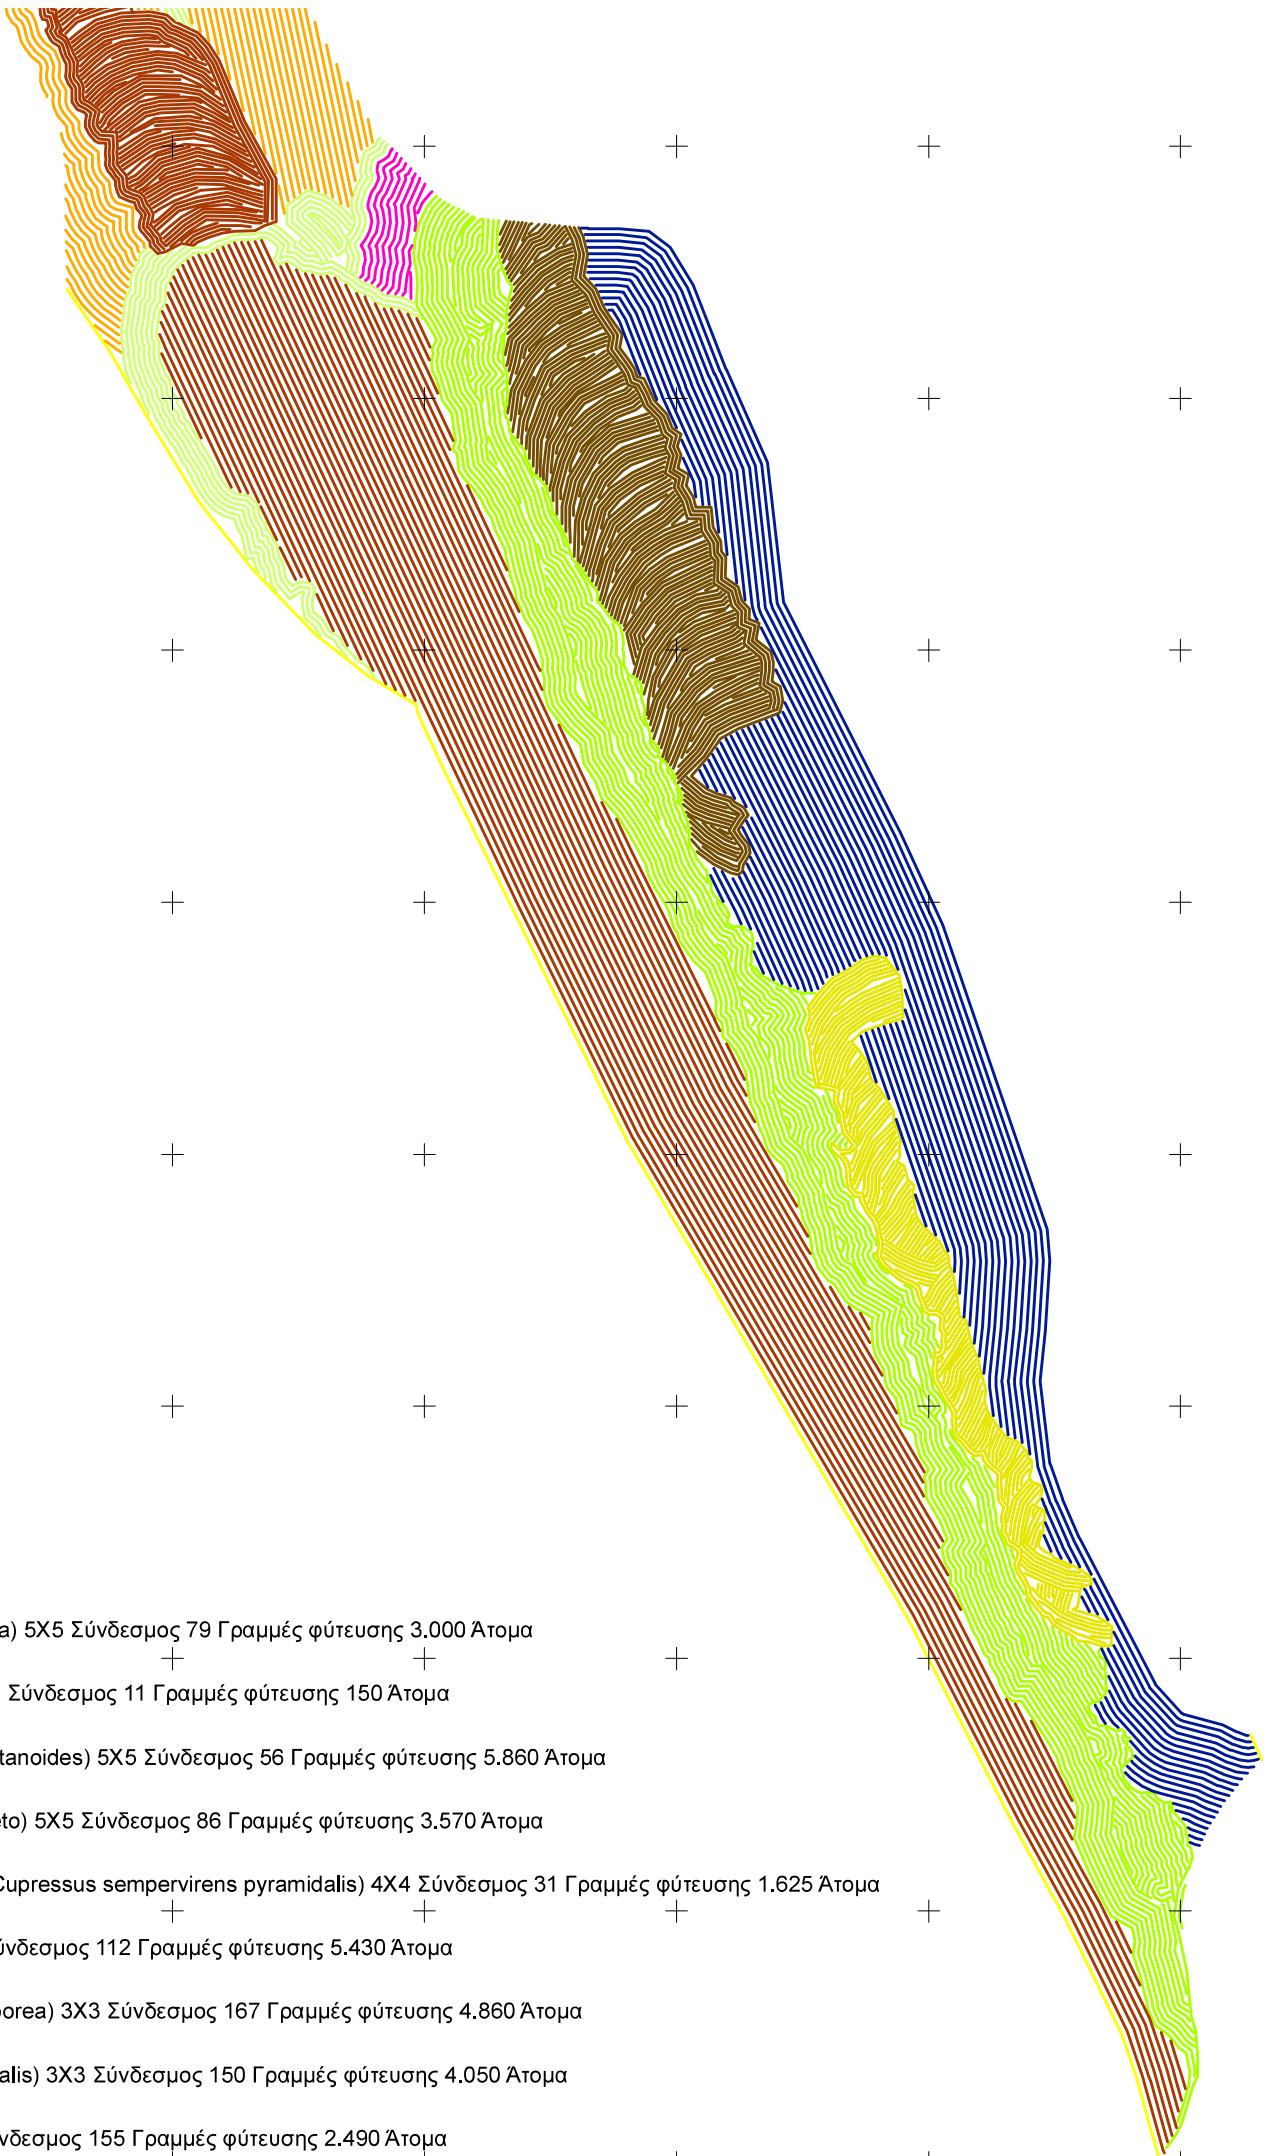 a) 5X5 Σύνδεσμος 79 Γραμμές φύτευσης 3.000 Άτομα
Σύνδεσμος 11 Γραμμές φύτευσης 150 Άτομα
tanoides) 5X5 Σύνδεσμος 56 Γραμμές φύτευσης 5.860 Άτομα
eto) 5X5 Σύνδεσμος 86 Γραμμές φύτευσης 3.570 Άτομα
Cupressus sempervirens pyramidalis) 4X4 Σύνδεσμος 31 Γραμμές φύτευσης 1.625 Άτομα
ύνδεσμος 112 Γραμμές φύτευσης 5.430 Άτομα
orea) 3X3 Σύνδεσμος 167 Γραμμές φύτευσης 4.860 Άτομα
alis) 3X3 Σύνδεσμος 150 Γραμμές φύτευσης 4.050 Άτομα
νδεσμος 155 Γραμμές φύτευσης 2.490 Άτομα